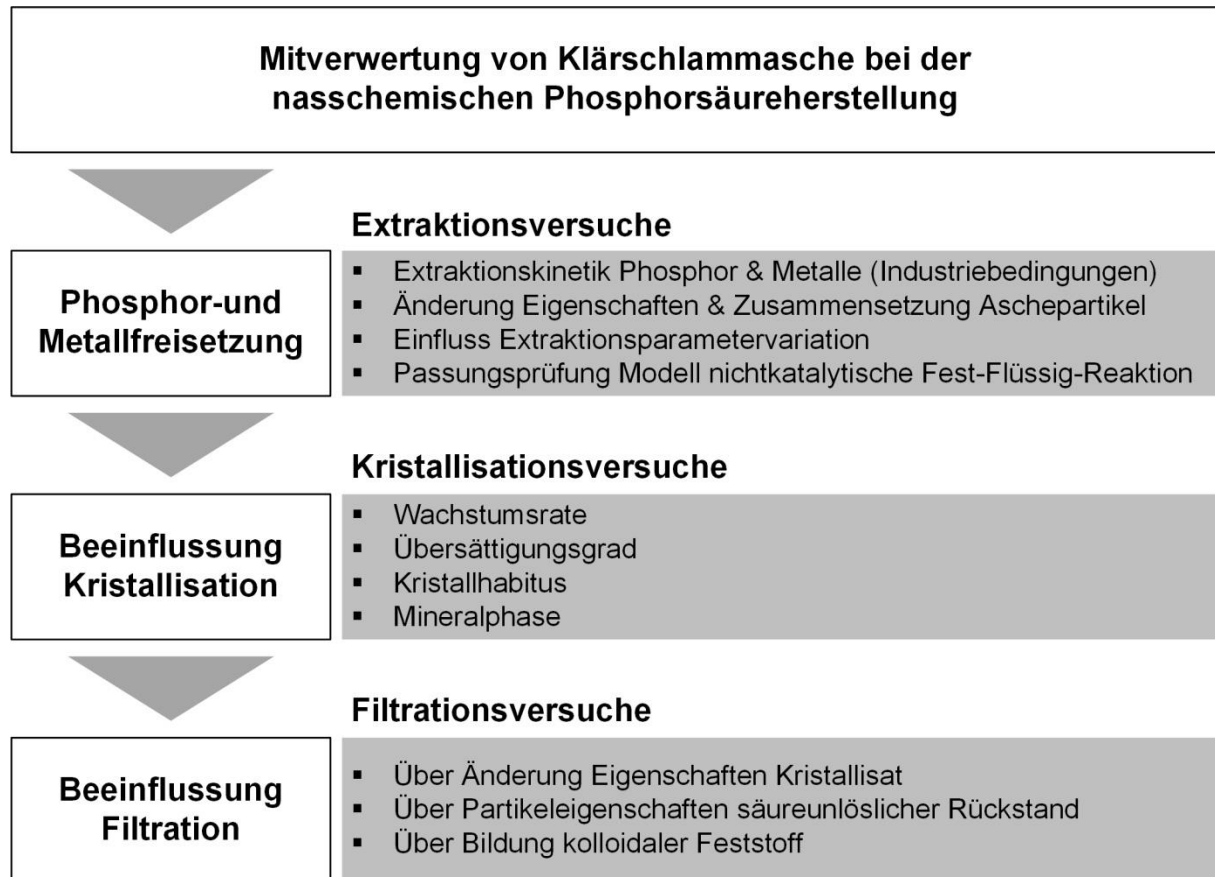 Mitverwertung von Klärschlammasche bei der
nasschemischen Phosphorsäureherstellung
Extraktionsversuche
Phosphor-und
Metallfreisetzung
▪ Extraktionskinetik Phosphor & Metalle (Industriebedingungen)
▪ Änderung Eigenschaften & Zusammensetzung Aschepartikel
▪ Einfluss Extraktionsparametervariation
▪ Passungsprüfung Modell nichtkatalytische Fest-Flüssig-Reaktion
Kristallisationsversuche
Beeinflussung
Kristallisation
▪ Wachstumsrate
▪ Übersättigungsgrad
▪ Kristallhabitus
▪ Mineralphase
Filtrationsversuche
Beeinflussung
Filtration
▪ Über Änderung Eigenschaften Kristallisat
▪ Über Partikeleigenschaften säureunlöslicher Rückstand
▪ Über Bildung kolloidaler Feststoff